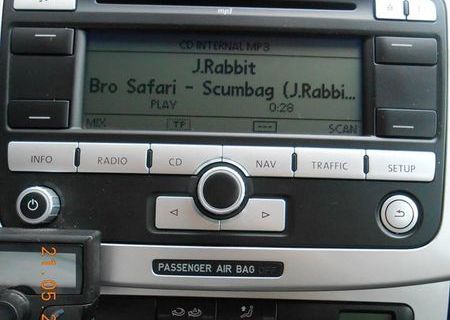 mp3
CD INTERNAL MP3
J.Rabbit
Bro Safari - Scumbag (J.Rabbi...
PLAY 0:28
MIX TP --- SCAN
INFO RADIO CD NAV TRAFFIC SETUP
PASSENGER AIR BAG OFF
21.05.2